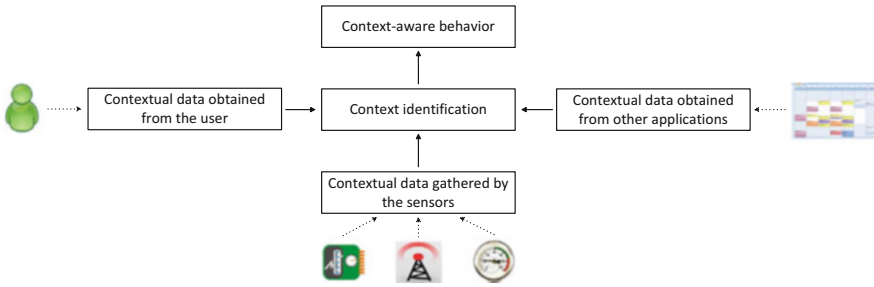 Context-aware behavior
Contextual data obtained
from the user
Context identification
Contextual data obtained
from other applications
Contextual data gathered by
the sensors